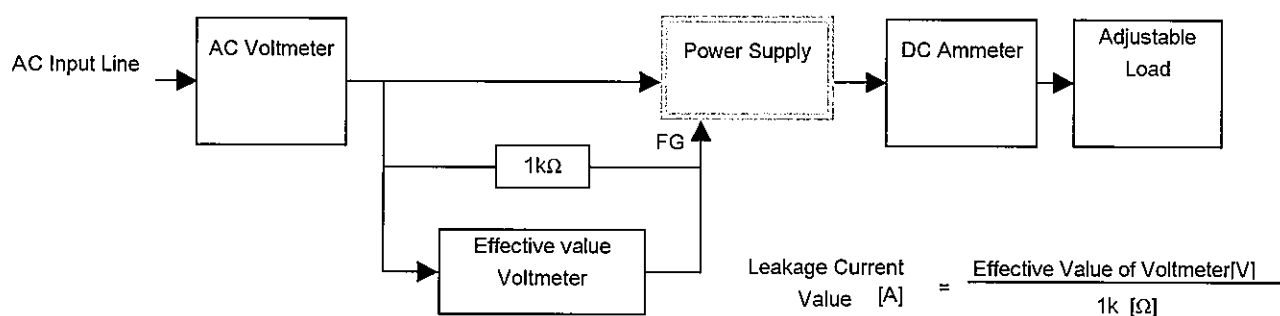 AC Input Line
AC Voltmeter
Power Supply
DC Ammeter
Adjustable
Load
FG
1kΩ
Effective value
Voltmeter
Leakage Current
Value [A]
=
Effective Value of Voltmeter[V]
1k [Ω]